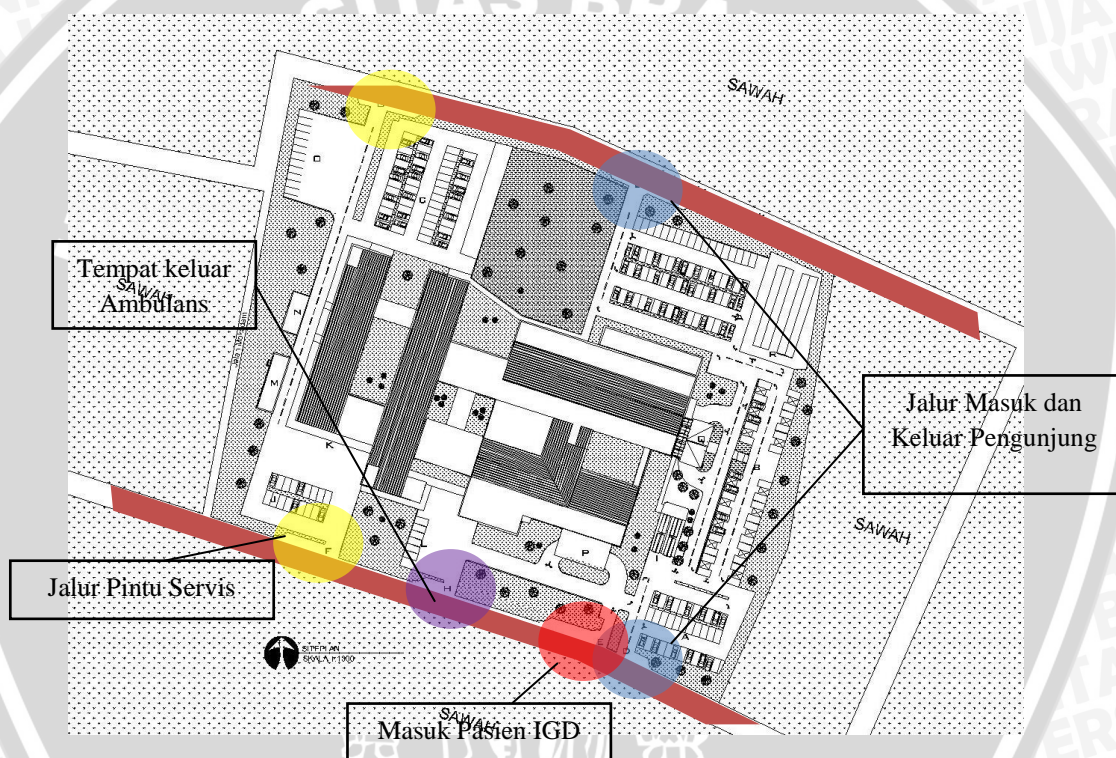 SAWAH
Tempat keluar
Ambulans
SAWAH
Jalur Masuk dan
Keluar Pengunjung
SAWAH
Jalur Pintu Servis
Masuk Pasien IGD
SAWAH
SITEPLAN
G
N
M
K
J
F
L
H
P
E
D
A
B